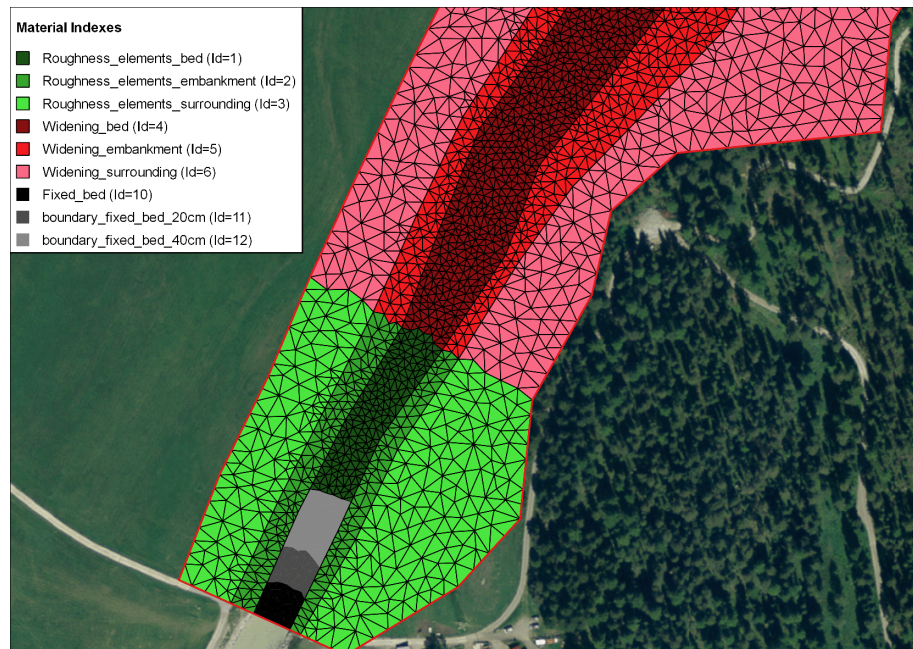 Material Indexes
Roughness_elements_bed (Id=1)
Roughness_elements_embankment (Id=2)
Roughness_elements_surrounding (Id=3)
Widening_bed (Id=4)
Widening_embankment (Id=5)
Widening_surrounding (Id=6)
Fixed_bed (Id=10)
boundary_fixed_bed_20cm (Id=11)
boundary_fixed_bed_40cm (Id=12)